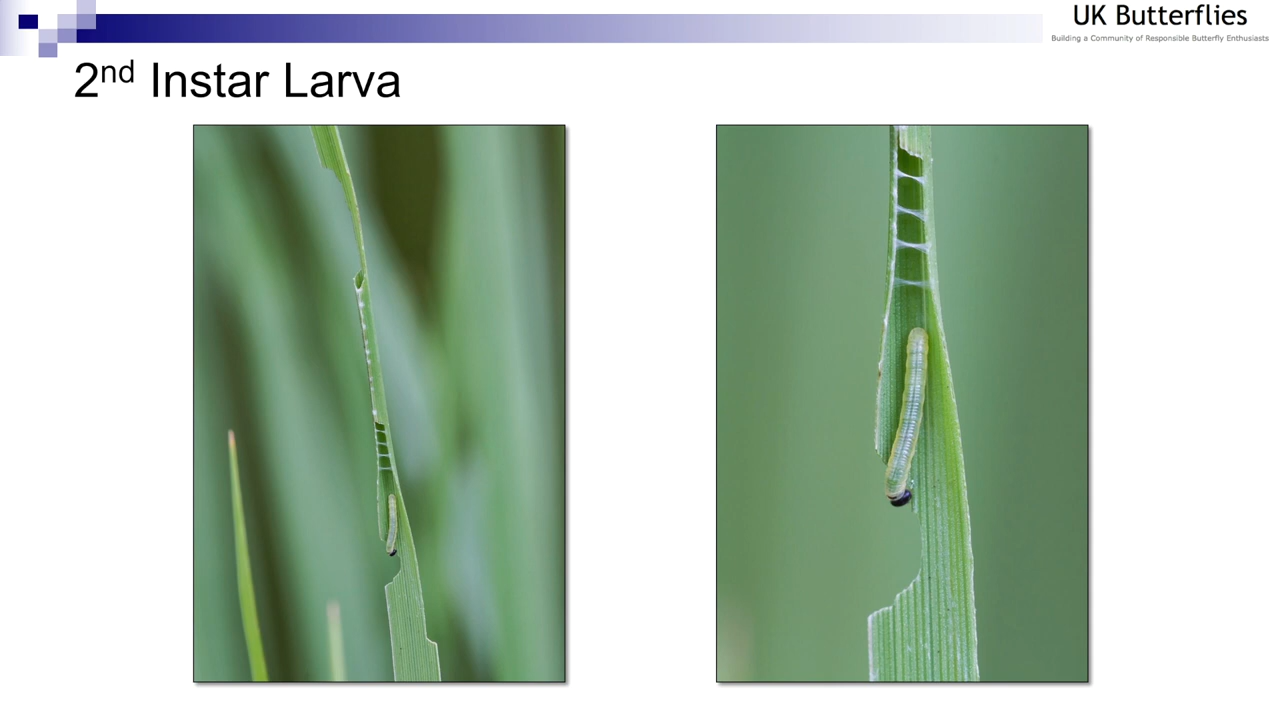 UK Butterflies
Building a Community of Responsible Butterfly Enthusiasts
2nd Instar Larva